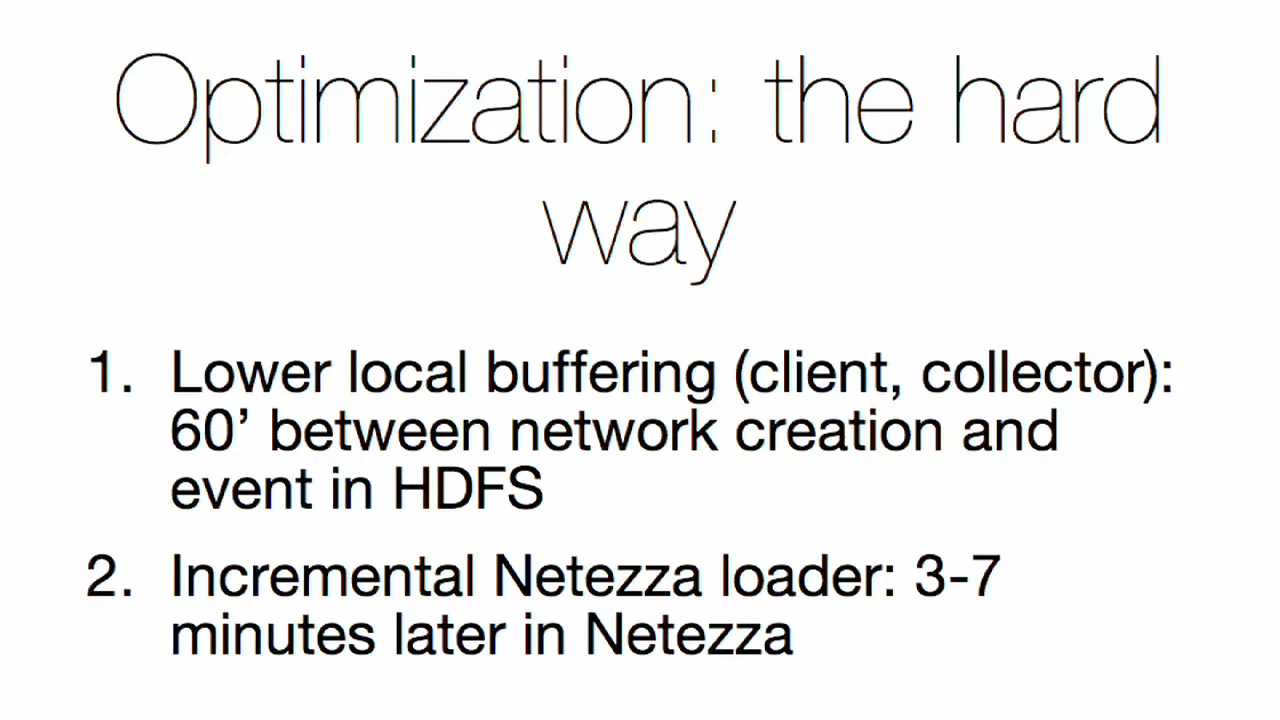 Optimization: the hard
way
1. Lower local buffering (client, collector):
60’ between network creation and
event in HDFS
2. Incremental Netezza loader: 3-7
minutes later in Netezza